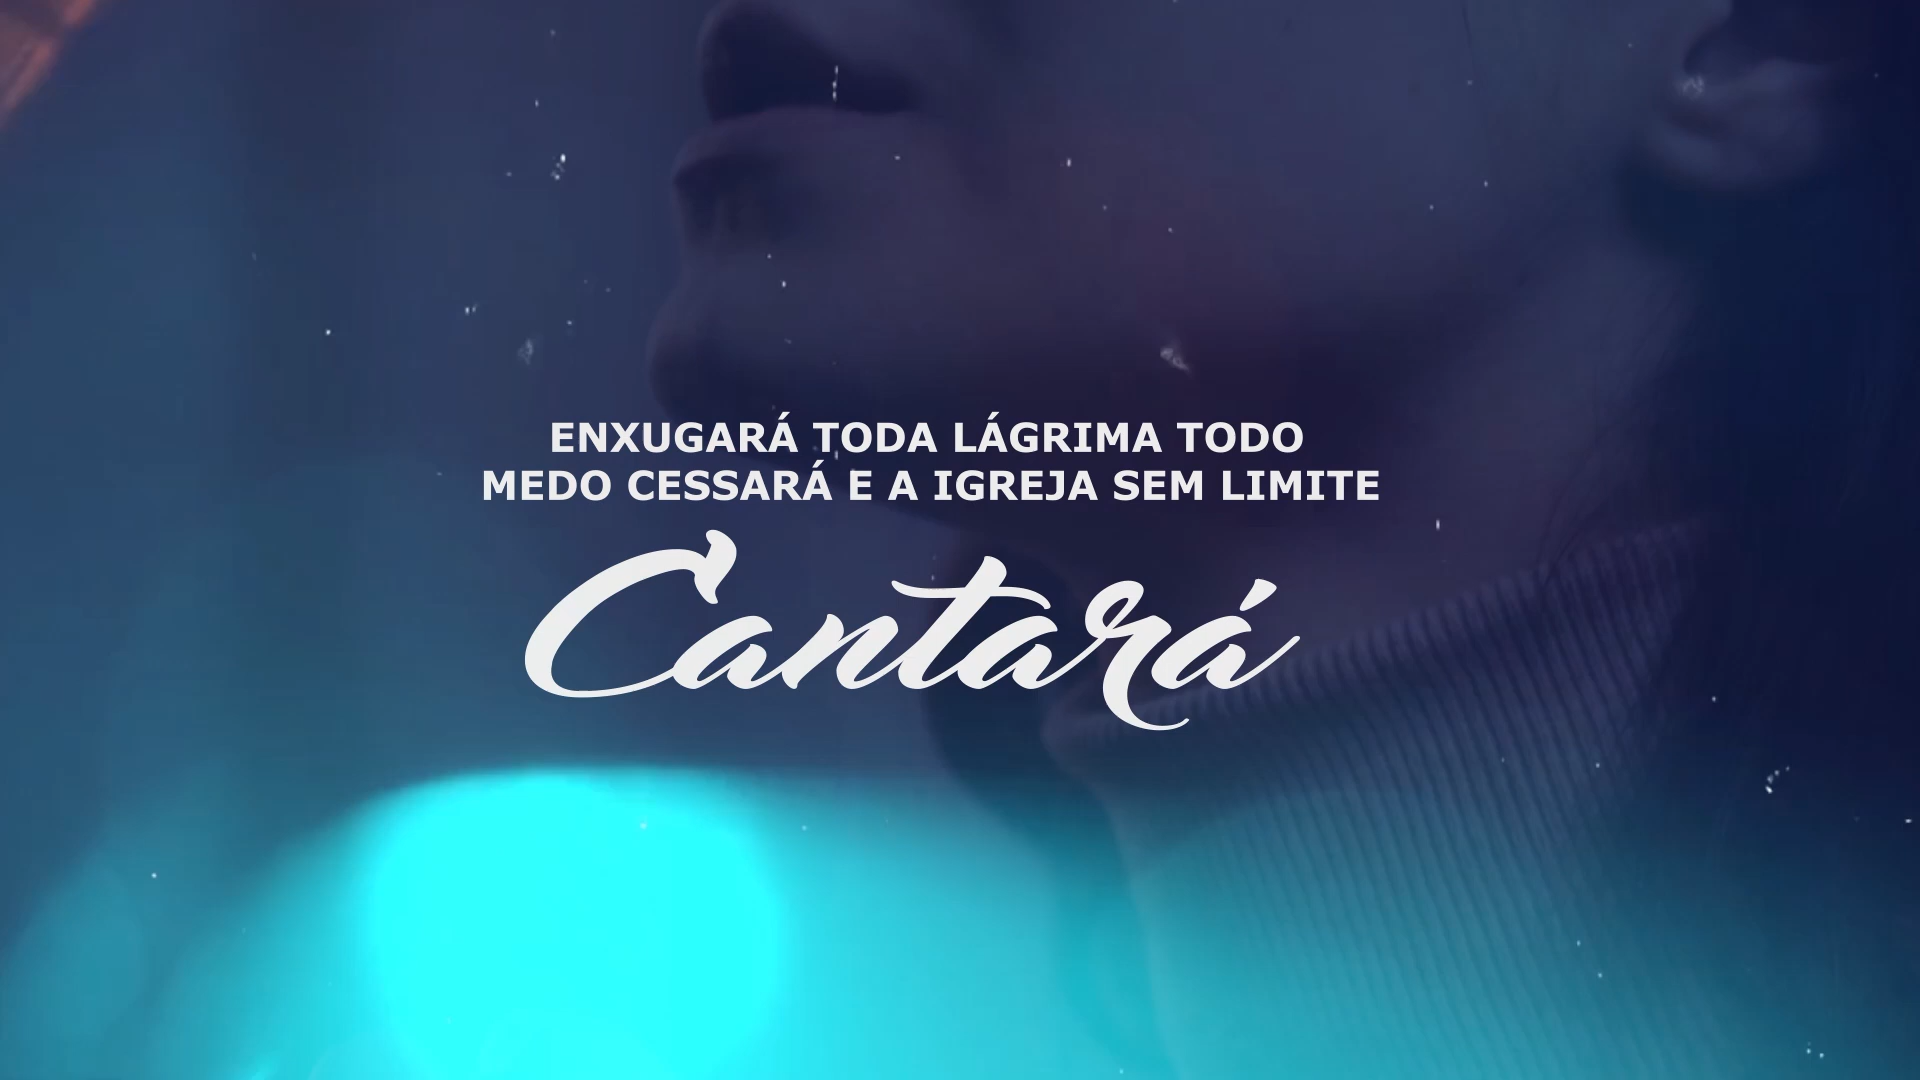 ENXUGARÁ TODA LÁGRIMA TODO
MEDO CESSARÁ E A IGREJA SEM LIMITE
Cantará